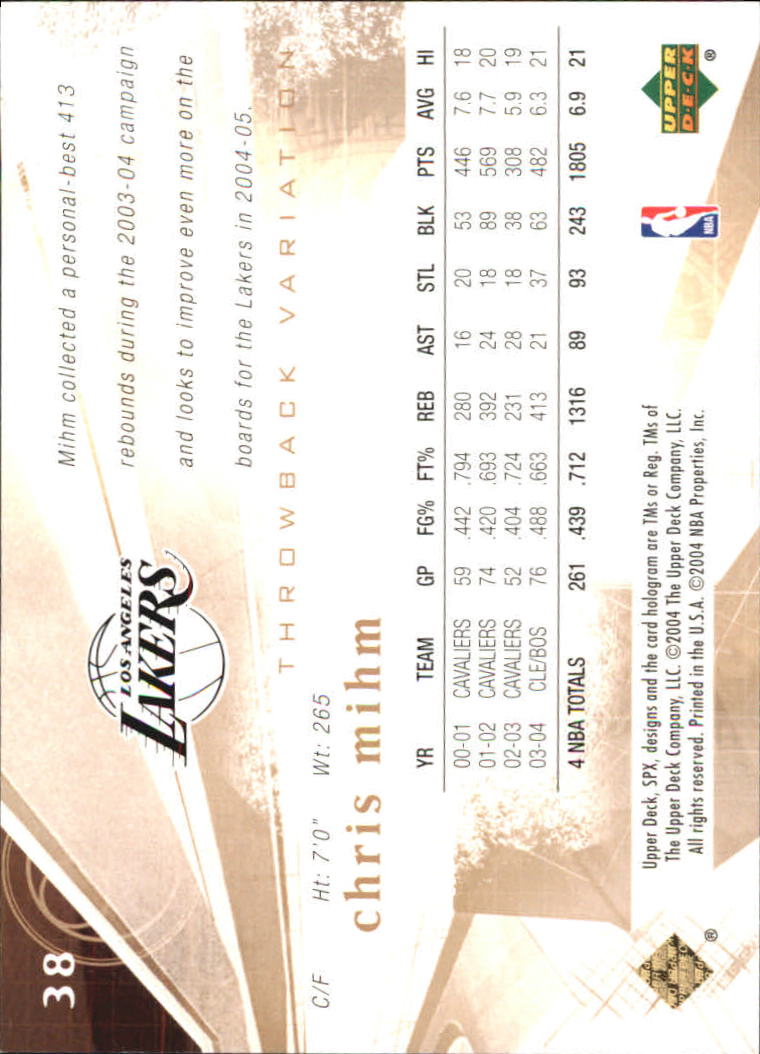 38
LOS ANGELES
LAKERS
Mihm collected a personal-best 413
rebounds during the 2003-04 campaign
and looks to improve even more on the
boards for the Lakers in 2004-05.
THROWBACK VARIATION
C/F Ht: 7'0" Wt: 265
chris mihm
YR TEAM GP FG% FT% REB AST STL BLK PTS AVG HI
00-01 CAVALIERS 59 .442 .794 280 16 20 53 446 7.6 18
01-02 CAVALIERS 74 .420 .693 392 24 18 89 569 7.7 20
02-03 CAVALIERS 52 .404 .724 231 28 18 38 308 5.9 19
03-04 CLE/BOS 76 .488 .663 413 21 37 63 482 6.3 21
4 NBA TOTALS 261 .439 .712 1316 89 93 243 1805 6.9 21
Upper Deck, SPX, designs and the card hologram are TMs or Reg. TMs of
The Upper Deck Company, LLC. ©2004 The Upper Deck Company, LLC.
All rights reserved. Printed in the U.S.A. ©2004 NBA Properties, Inc.
®
NBA
UPPER
D·E·C·K
®